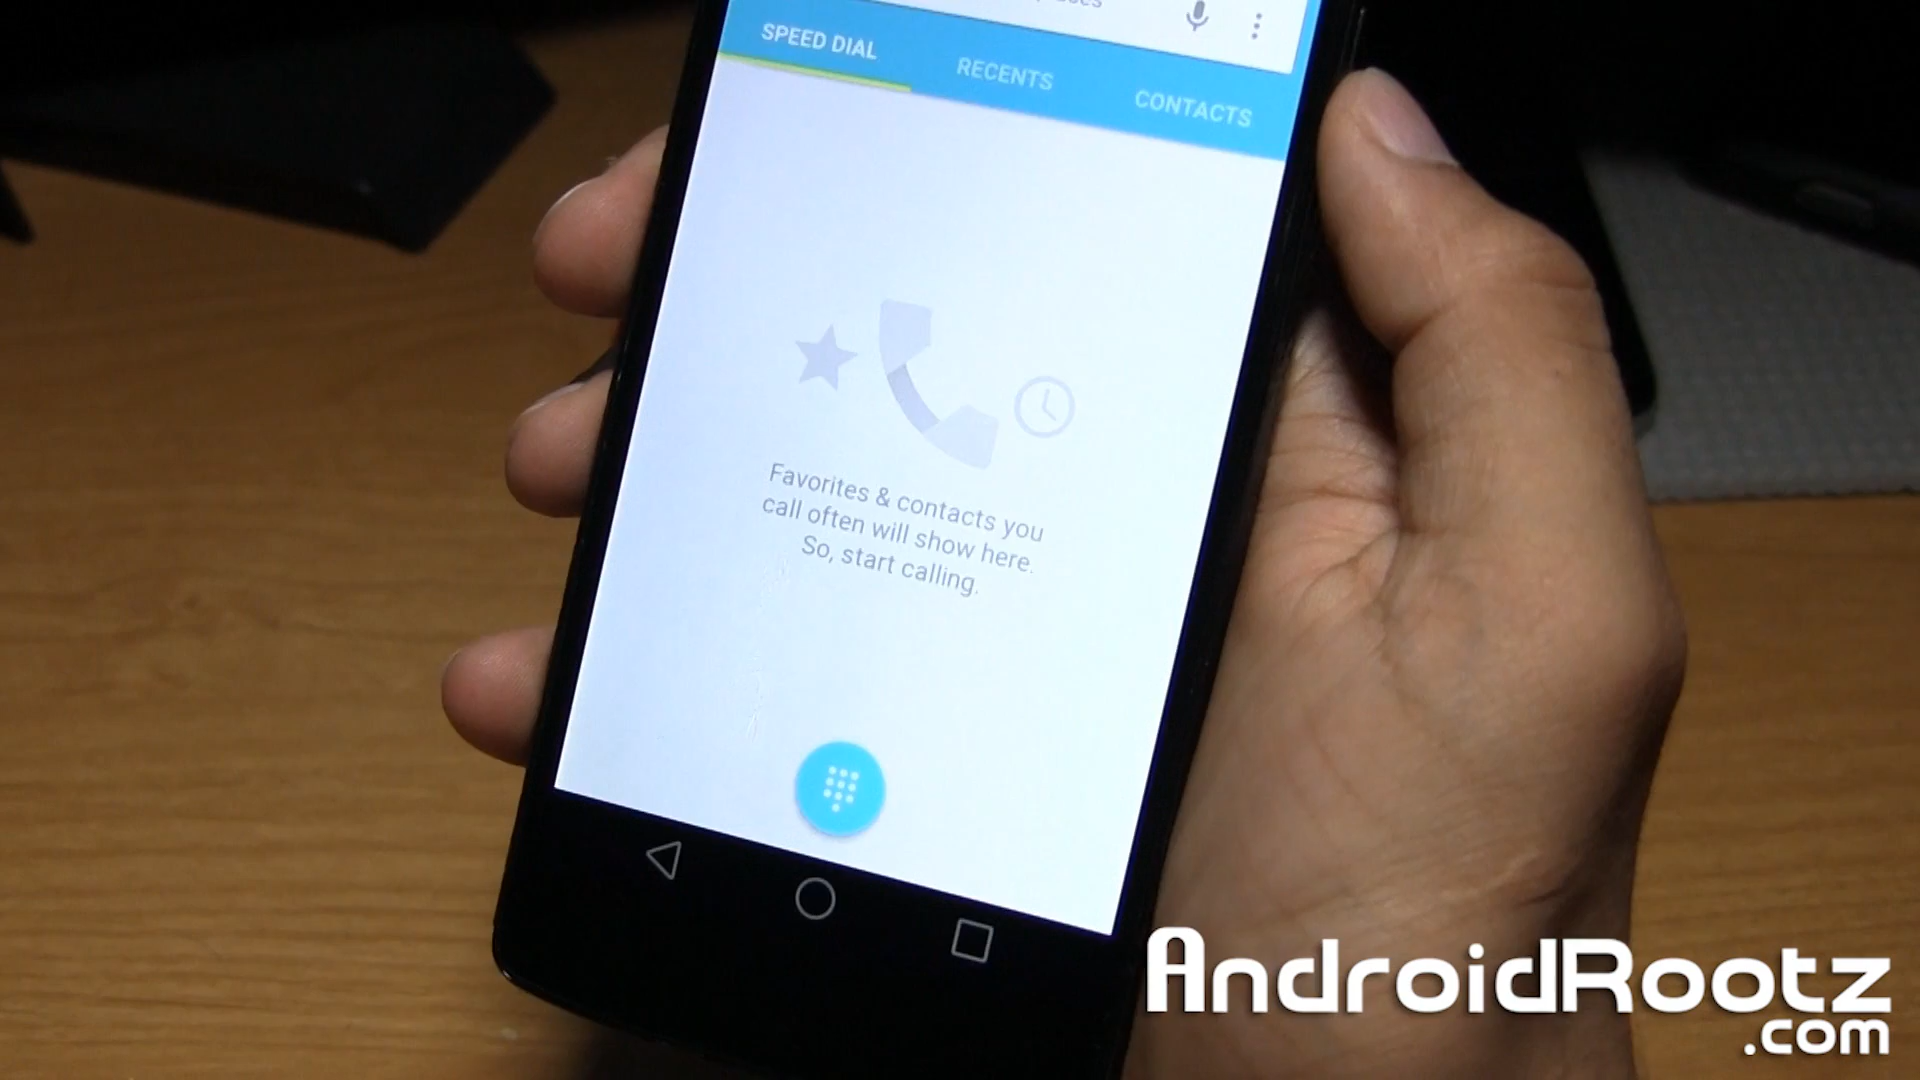 SPEED DIAL
RECENTS
CONTACTS
Favorites & contacts you
call often will show here.
So, start calling.
AndroidRootz
.com